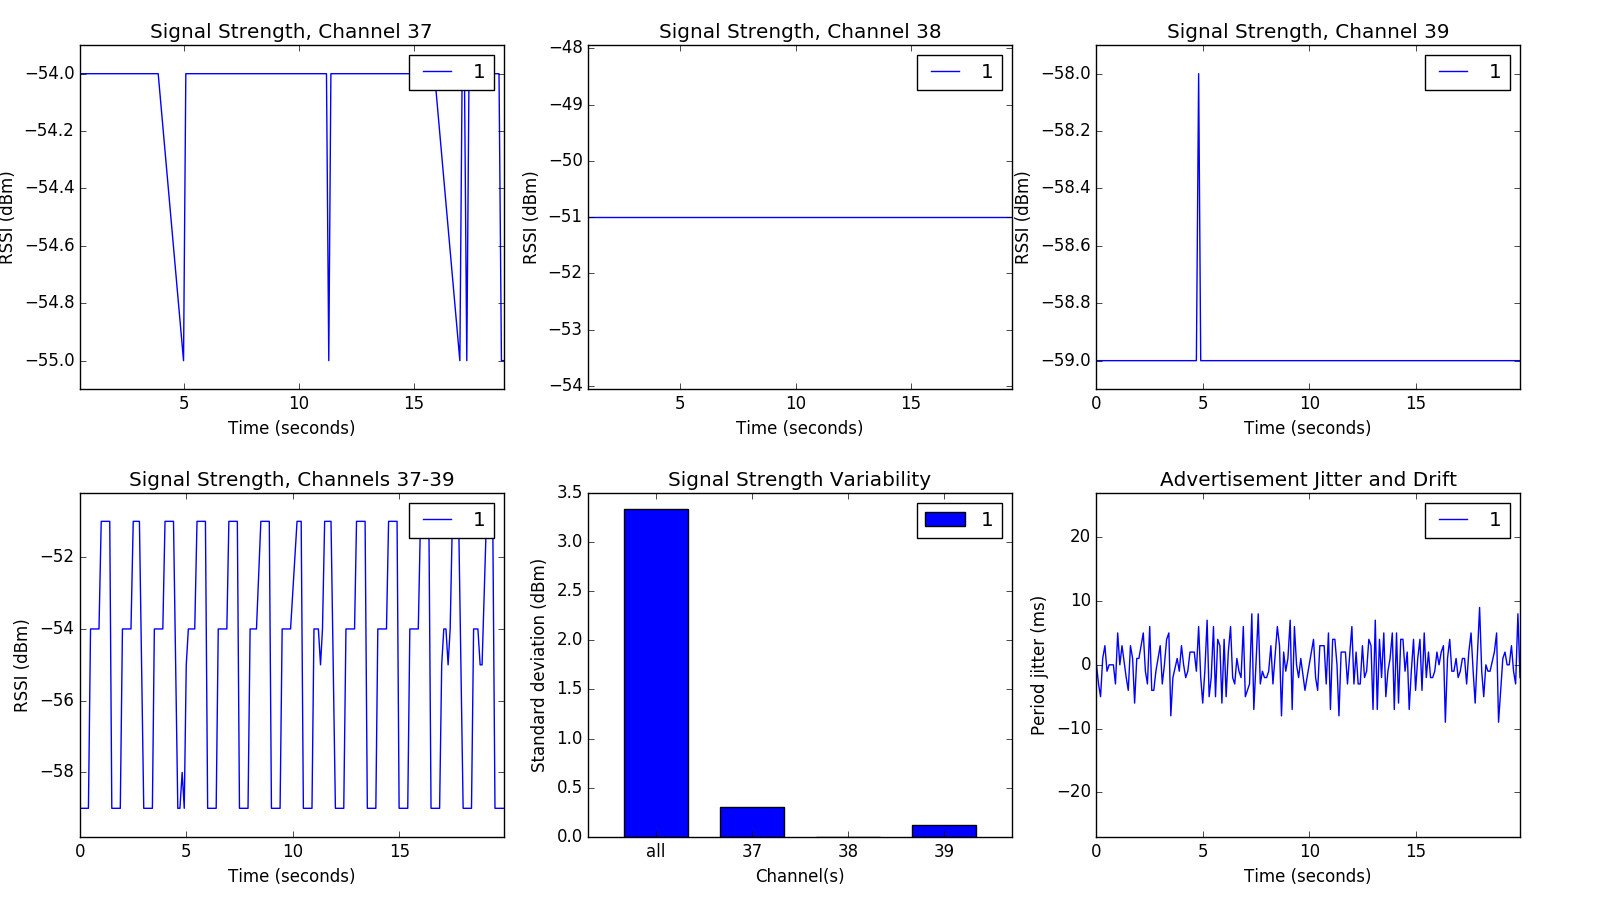 Signal Strength, Channel 37
1
−54.0
−54.2
−54.4
−54.6
−54.8
−55.0
RSSI (dBm)
5 10 15
Time (seconds)
Signal Strength, Channel 38
1
−48
−49
−50
−51
−52
−53
−54
RSSI (dBm)
5 10 15
Time (seconds)
Signal Strength, Channel 39
1
−58.0
−58.2
−58.4
−58.6
−58.8
−59.0
RSSI (dBm)
0 5 10 15
Time (seconds)
Signal Strength, Channels 37-39
1
−52
−54
−56
−58
RSSI (dBm)
0 5 10 15
Time (seconds)
Signal Strength Variability
1
3.5
3.0
2.5
2.0
1.5
1.0
0.5
0.0
Standard deviation (dBm)
all 37 38 39
Channel(s)
Advertisement Jitter and Drift
1
20
10
0
−10
−20
Period jitter (ms)
0 5 10 15
Time (seconds)